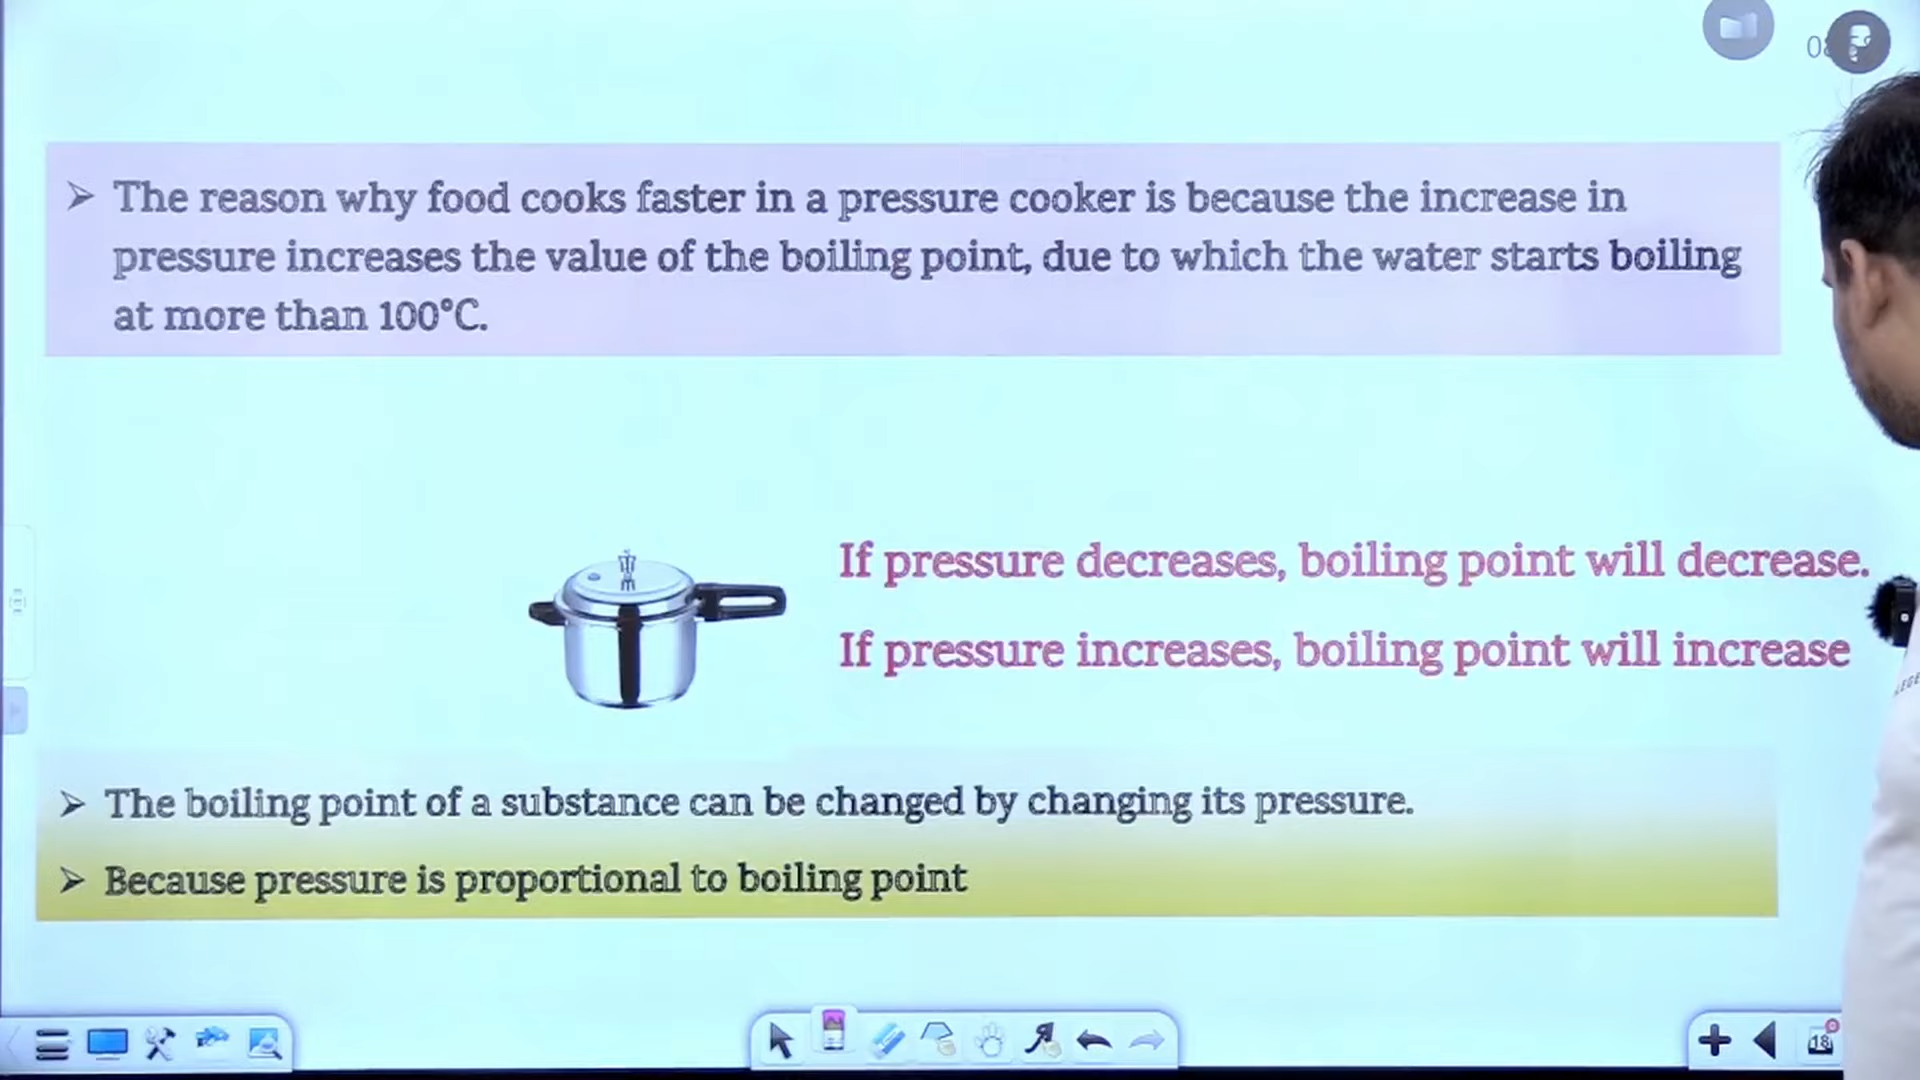 The reason why food cooks faster in a pressure cooker is because the increase in
pressure increases the value of the boiling point, due to which the water starts boiling
at more than 100°C.
If pressure decreases, boiling point will decrease.
If pressure increases, boiling point will increase
The boiling point of a substance can be changed by changing its pressure.
Because pressure is proportional to boiling point
18